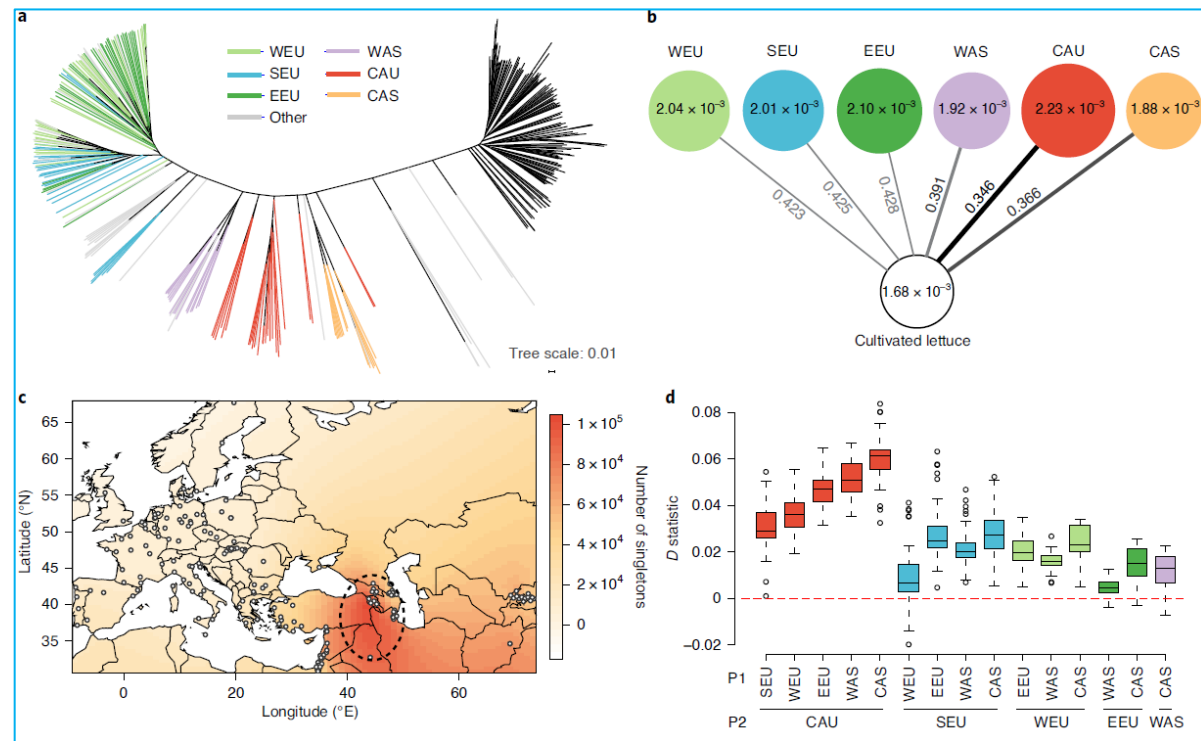 a
WEU WAS
SEU CAU
EEU CAS
Other
Tree scale: 0.01
b
WEU SEU EEU WAS CAU CAS
2.04 × 10⁻³ 2.01 × 10⁻³ 2.10 × 10⁻³ 1.92 × 10⁻³ 2.23 × 10⁻³ 1.88 × 10⁻³
0.423 0.425 0.428 0.391 0.346 0.366
1.68 × 10⁻³
Cultivated lettuce
c
65
60
55
50
45
40
35
Latitude (°N)
0 20 40 60
Longitude (°E)
1 × 10⁵
8 × 10⁴
6 × 10⁴
4 × 10⁴
2 × 10⁴
0
Number of singletons
d
0.08
0.06
0.04
0.02
0
−0.02
D statistic
P1 SEU WEU EEU WAS CAS WEU EEU WAS CAS EEU WAS CAS WAS CAS CAS
P2 CAU SEU WEU EEU WAS